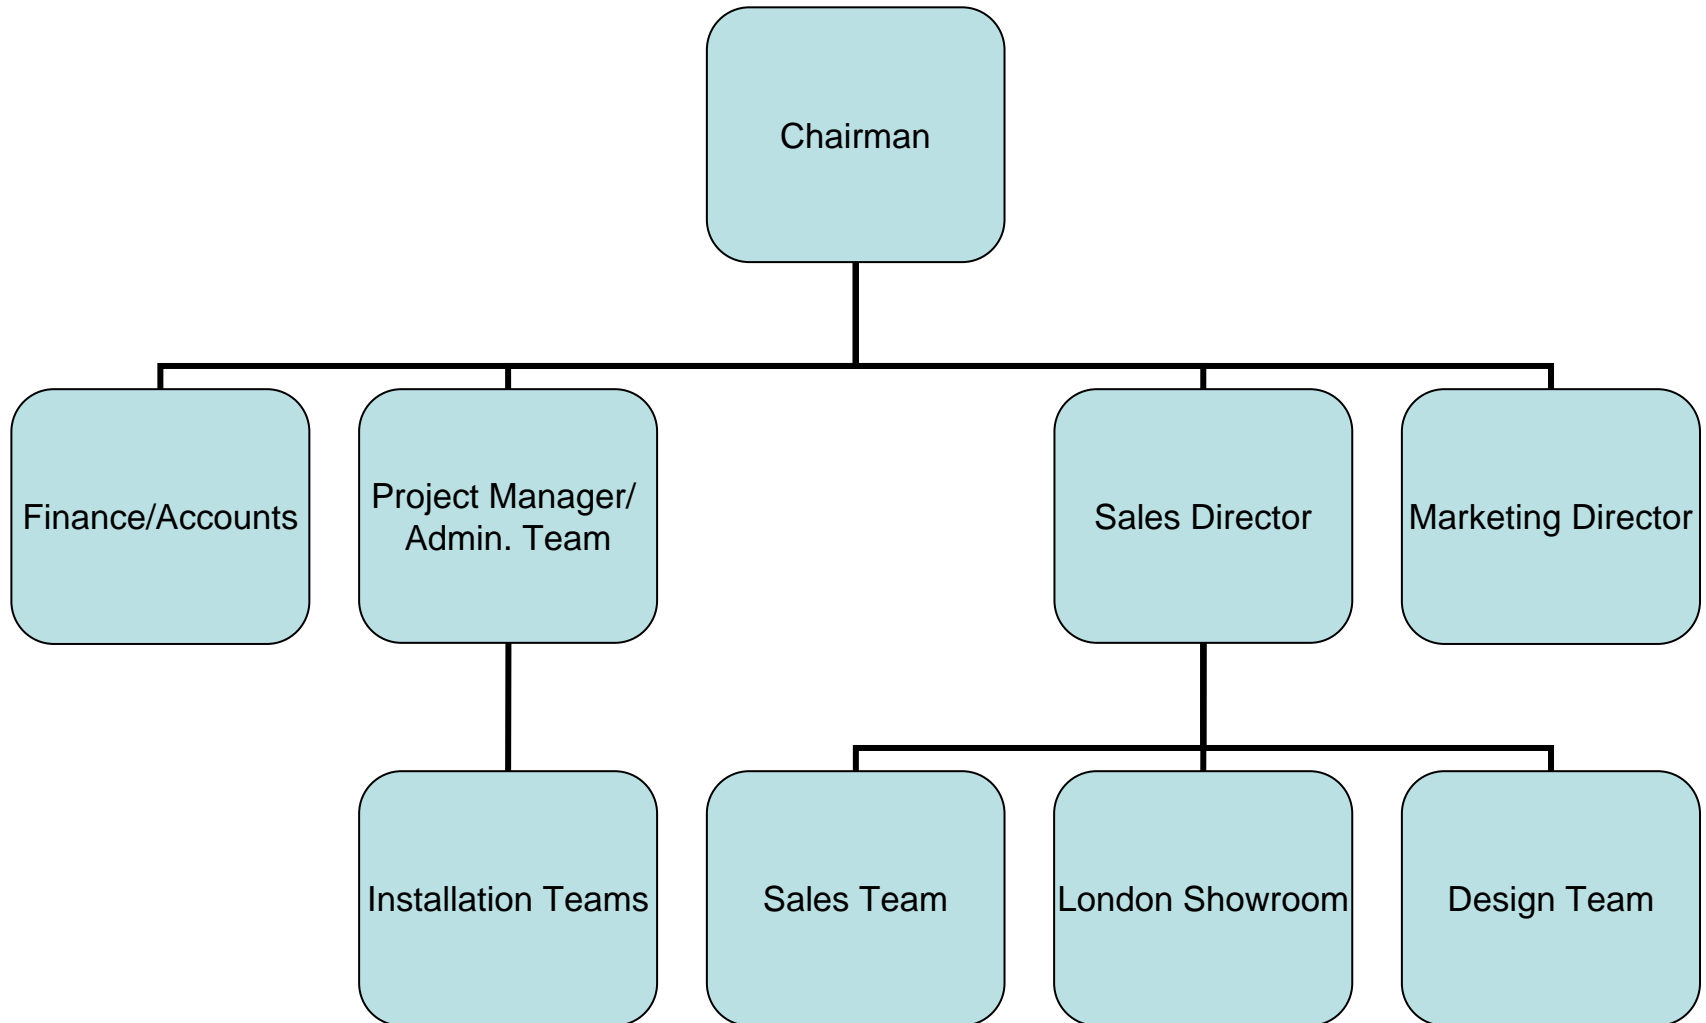 Chairman
Finance/Accounts
Project Manager/
Admin. Team
Sales Director
Marketing Director
Installation Teams
Sales Team
London Showroom
Design Team